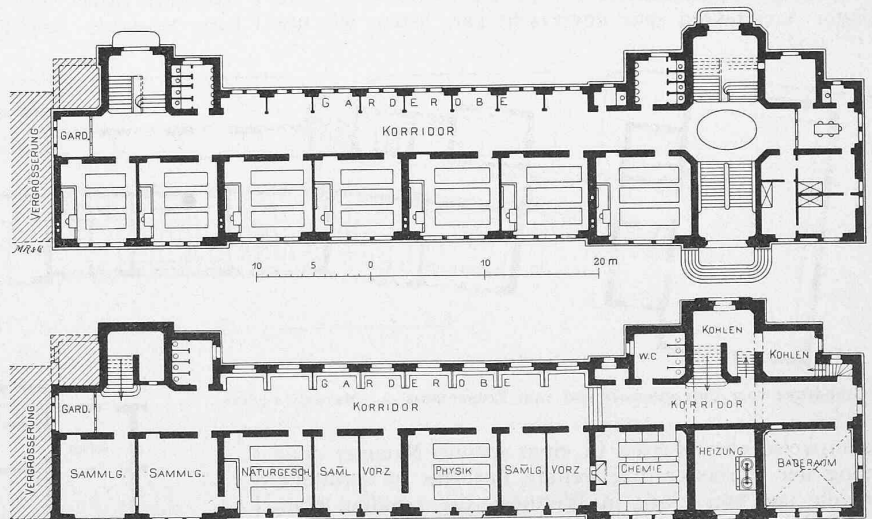 VERGRÖSSERUNG
GARD.
GARDEROBE
KORRIDOR
10 5 0 10 20 m
VERGRÖSSERUNG
GARD.
GARDEROBE
KORRIDOR
W.C
KOHLEN
KOHLEN
KORRIDOR
SAMMLG.
SAMMLG.
NATURGESCH.
SAML.
VORZ
PHYSIK
SAMLG.
VORZ
CHEMIE
HEIZUNG
BADERAUM